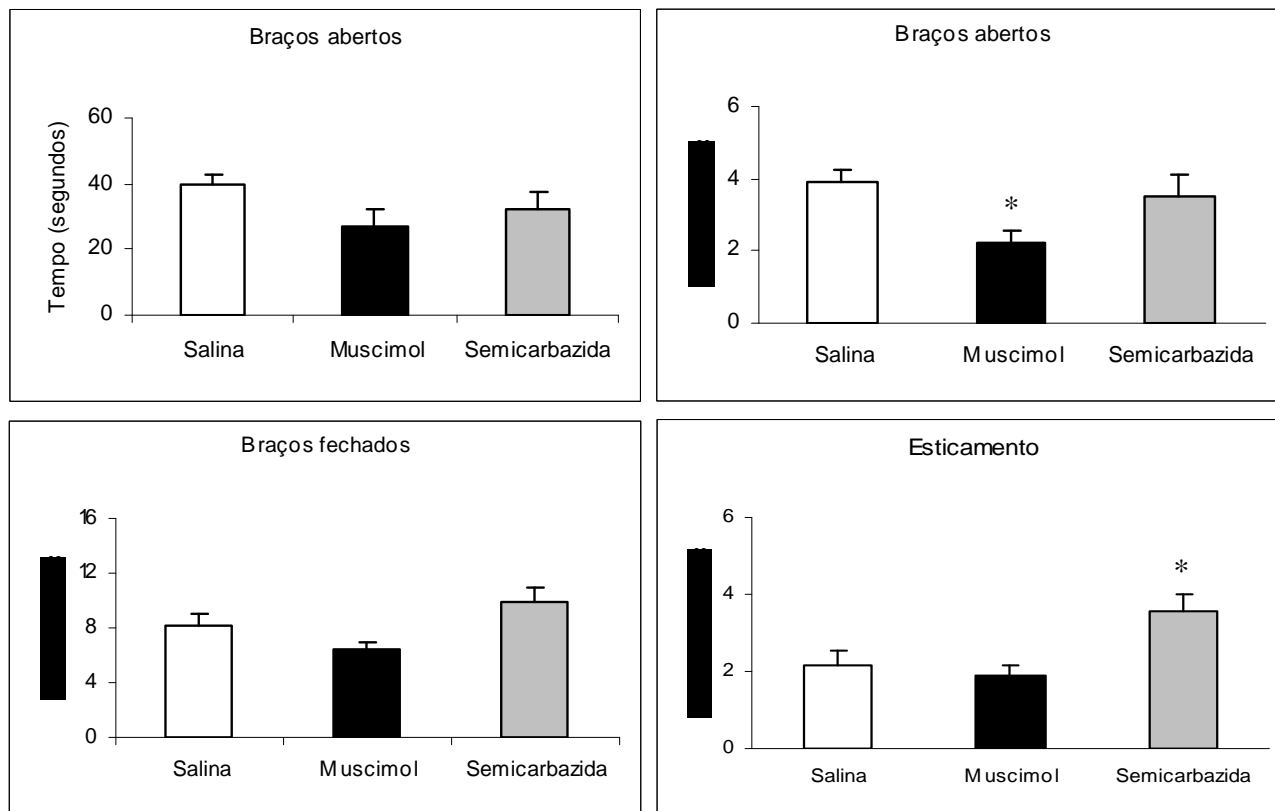 Braços abertos
Tempo (segundos)
60
40
20
0
Salina Muscimol Semicarbazida
Braços abertos
6
4
2
0
*
Salina Muscimol Semicarbazida
Braços fechados
16
12
8
4
0
Salina Muscimol Semicarbazida
Esticamento
6
4
2
0
*
Salina Muscimol Semicarbazida